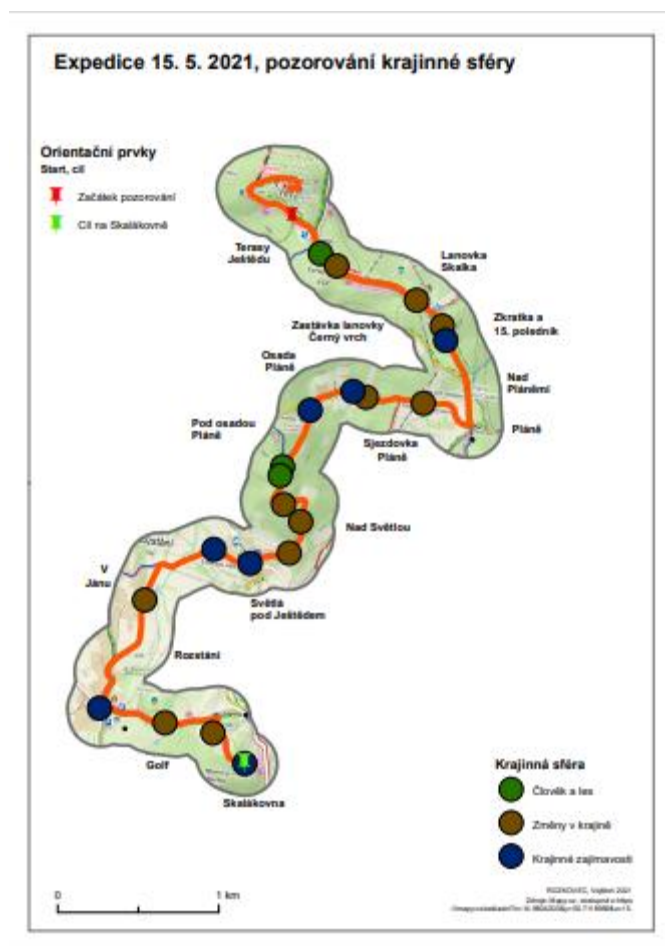 Expedice 15. 5. 2021, pozorování krajinné sféry
Orientační prvky
Start, cíl
Začátek pozorování
Cíl na Skalákovně
Terasy
Ještědu
Lanovka
Skalka
Zastávka lanovky
Černý vrch
Zkratka a
15. poledník
Osada
Pláně
Nad
Pláněmi
Pod osadou
Pláně
Pláně
Sjezdovka
Pláně
Nad Světlou
V
Jánu
Světlá
pod Ještědem
Rozstání
Golf
Skalákovna
Krajinná sféra
Člověk a les
Změny v krajině
Krajinné zajímavosti
0
1 km